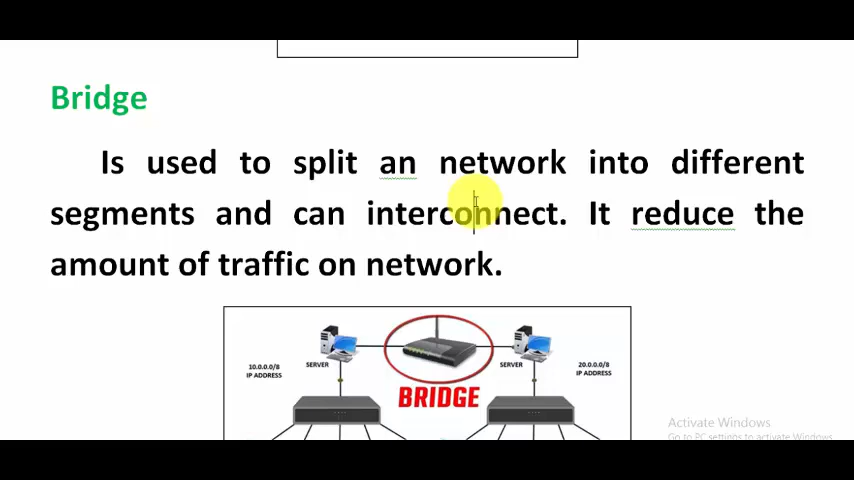 Bridge
Is used to split an network into different
segments and can interconnect. It reduce the
amount of traffic on network.
10.0.0.0/8
IP ADDRESS
SERVER
BRIDGE
SERVER
20.0.0.0/8
IP ADDRESS
Activate Windows
Go to PC settings to activate Windows.